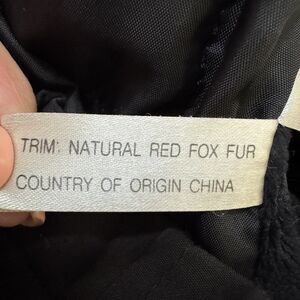 TRIM: NATURAL RED FOX FUR
COUNTRY OF ORIGIN CHINA